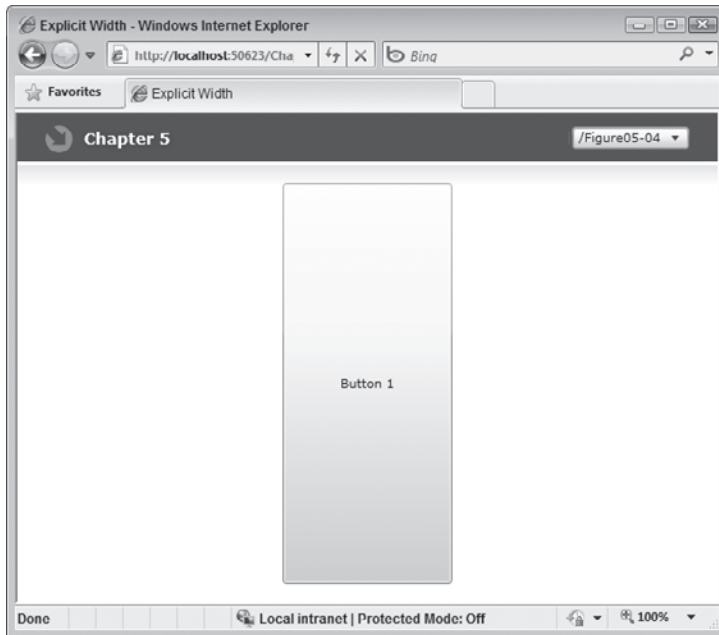 Explicit Width - Windows Internet Explorer
http://localhost:50623/Cha
Bing
Favorites
Explicit Width
Chapter 5
/Figure05-04
Button 1
Done
Local intranet | Protected Mode: Off
100%